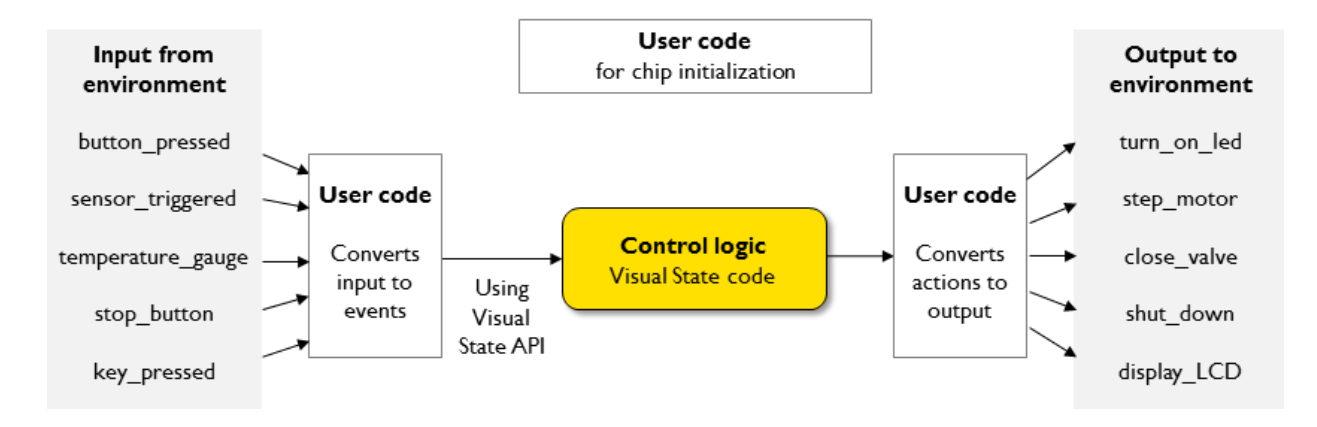 Input from
environment
button_pressed
sensor_triggered
temperature_gauge
stop_button
key_pressed
User code
Converts
input to
events
Using
Visual
State API
User code
for chip initialization
Control logic
Visual State code
User code
Converts
actions to
output
Output to
environment
turn_on_led
step_motor
close_valve
shut_down
display_LCD